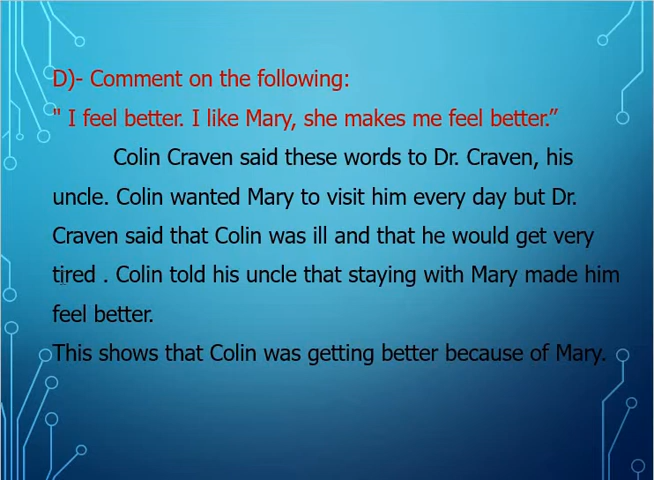 D)- Comment on the following:
" I feel better. I like Mary, she makes me feel better.”
Colin Craven said these words to Dr. Craven, his
uncle. Colin wanted Mary to visit him every day but Dr.
Craven said that Colin was ill and that he would get very
tired . Colin told his uncle that staying with Mary made him
feel better.
This shows that Colin was getting better because of Mary.